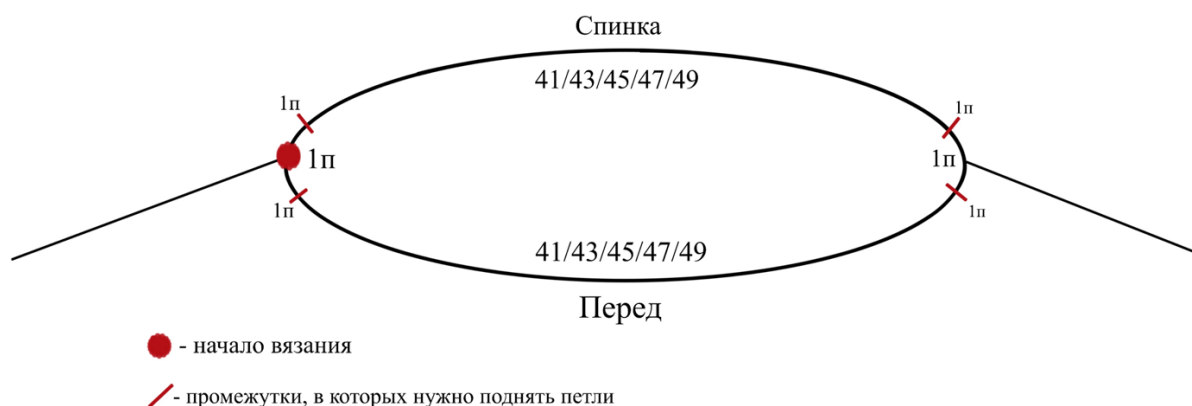 Спинка
41/43/45/47/49
1п
1п
1п
1п
1п
1п
41/43/45/47/49
Перед
- начало вязания
- промежутки, в которых нужно поднять петли